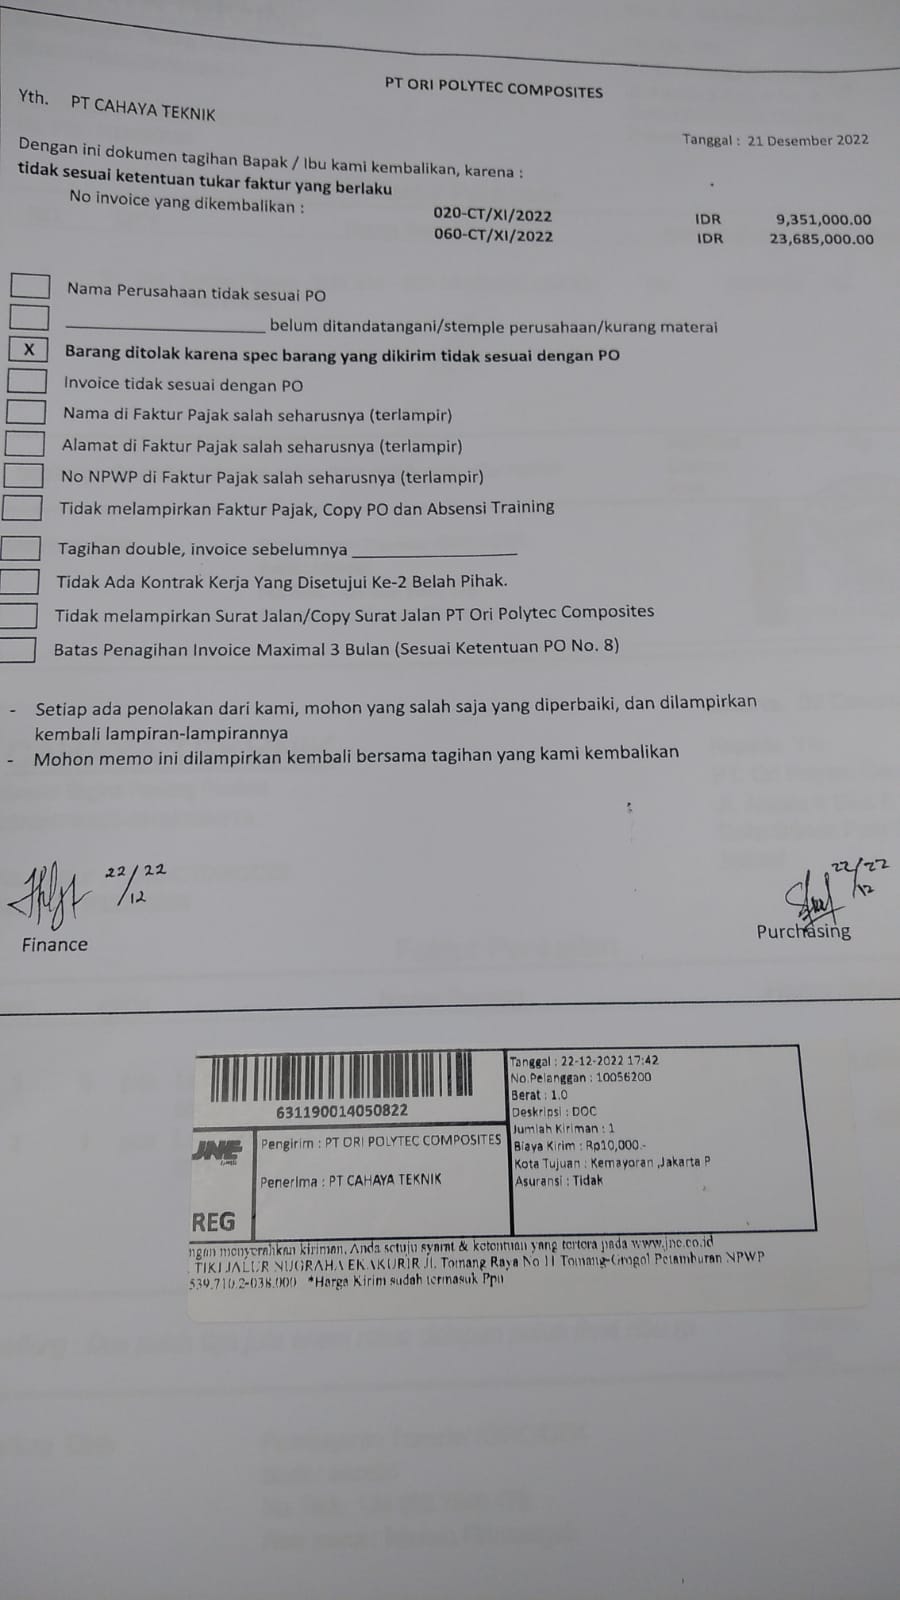 PT ORI POLYTEC COMPOSITES
Yth. PT CAHAYA TEKNIK
Tanggal : 21 Desember 2022
Dengan ini dokumen tagihan Bapak / Ibu kami kembalikan, karena :
tidak sesuai ketentuan tukar faktur yang berlaku
No invoice yang dikembalikan :
020-CT/XI/2022 IDR 9,351,000.00
060-CT/XI/2022 IDR 23,685,000.00
Nama Perusahaan tidak sesuai PO
____________________ belum ditandatangani/stemple perusahaan/kurang materai
X Barang ditolak karena spec barang yang dikirim tidak sesuai dengan PO
Invoice tidak sesuai dengan PO
Nama di Faktur Pajak salah seharusnya (terlampir)
Alamat di Faktur Pajak salah seharusnya (terlampir)
No NPWP di Faktur Pajak salah seharusnya (terlampir)
Tidak melampirkan Faktur Pajak, Copy PO dan Absensi Training
Tagihan double, invoice sebelumnya ________________
Tidak Ada Kontrak Kerja Yang Disetujui Ke-2 Belah Pihak.
Tidak melampirkan Surat Jalan/Copy Surat Jalan PT Ori Polytec Composites
Batas Penagihan Invoice Maximal 3 Bulan (Sesuai Ketentuan PO No. 8)
- Setiap ada penolakan dari kami, mohon yang salah saja yang diperbaiki, dan dilampirkan
kembali lampiran-lampirannya
- Mohon memo ini dilampirkan kembali bersama tagihan yang kami kembalikan
22/22
12
Finance
22/22
12
Purchasing
631190014050822
JNE
REG
Pengirim : PT ORI POLYTEC COMPOSITES
Penerima : PT CAHAYA TEKNIK
Tanggal : 22-12-2022 17:42
No.Pelanggan : 10056200
Berat : 1.0
Deskripsi : DOC
Jumlah Kiriman : 1
Biaya Kirim : Rp10,000.-
Kota Tujuan : Kemayoran ,Jakarta P
Asuransi : Tidak
ngan menyerahkan kiriman, Anda setuju syarat & ketentuan yang tertera pada www.jne.co.id
TIKI JALUR NUGRAHA EKAKURIR Jl. Tomang Raya No 11 Tomang-Grogol Petamburan NPWP
539.710.2-038.000 *Harga Kirim sudah termasuk Ppn